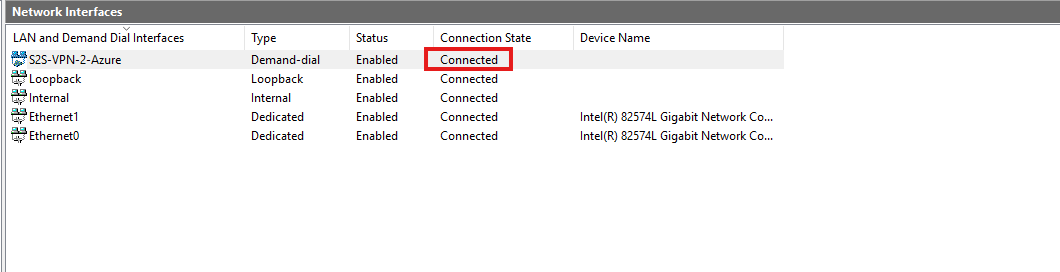 Network Interfaces
LAN and Demand Dial Interfaces Type Status Connection State Device Name
S2S-VPN-2-Azure Demand-dial Enabled Connected
Loopback Loopback Enabled Connected
Internal Internal Enabled Connected
Ethernet1 Dedicated Enabled Connected Intel(R) 82574L Gigabit Network Co...
Ethernet0 Dedicated Enabled Connected Intel(R) 82574L Gigabit Network Co...